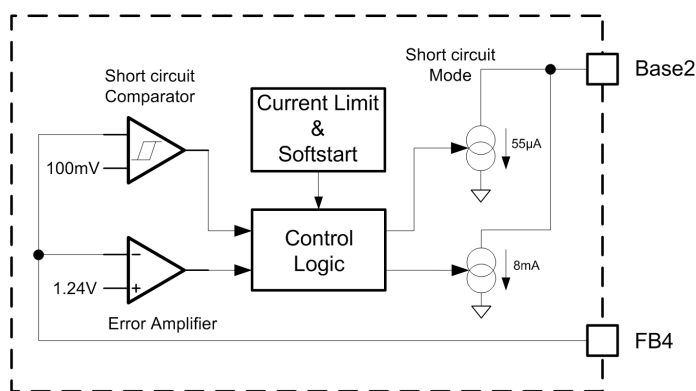 Short circuit
Mode
Base2
Short circuit
Comparator
Current Limit
&
Softstart
55µA
100mV
Control
Logic
1.24V
−
+
8mA
Error Amplifier
FB4